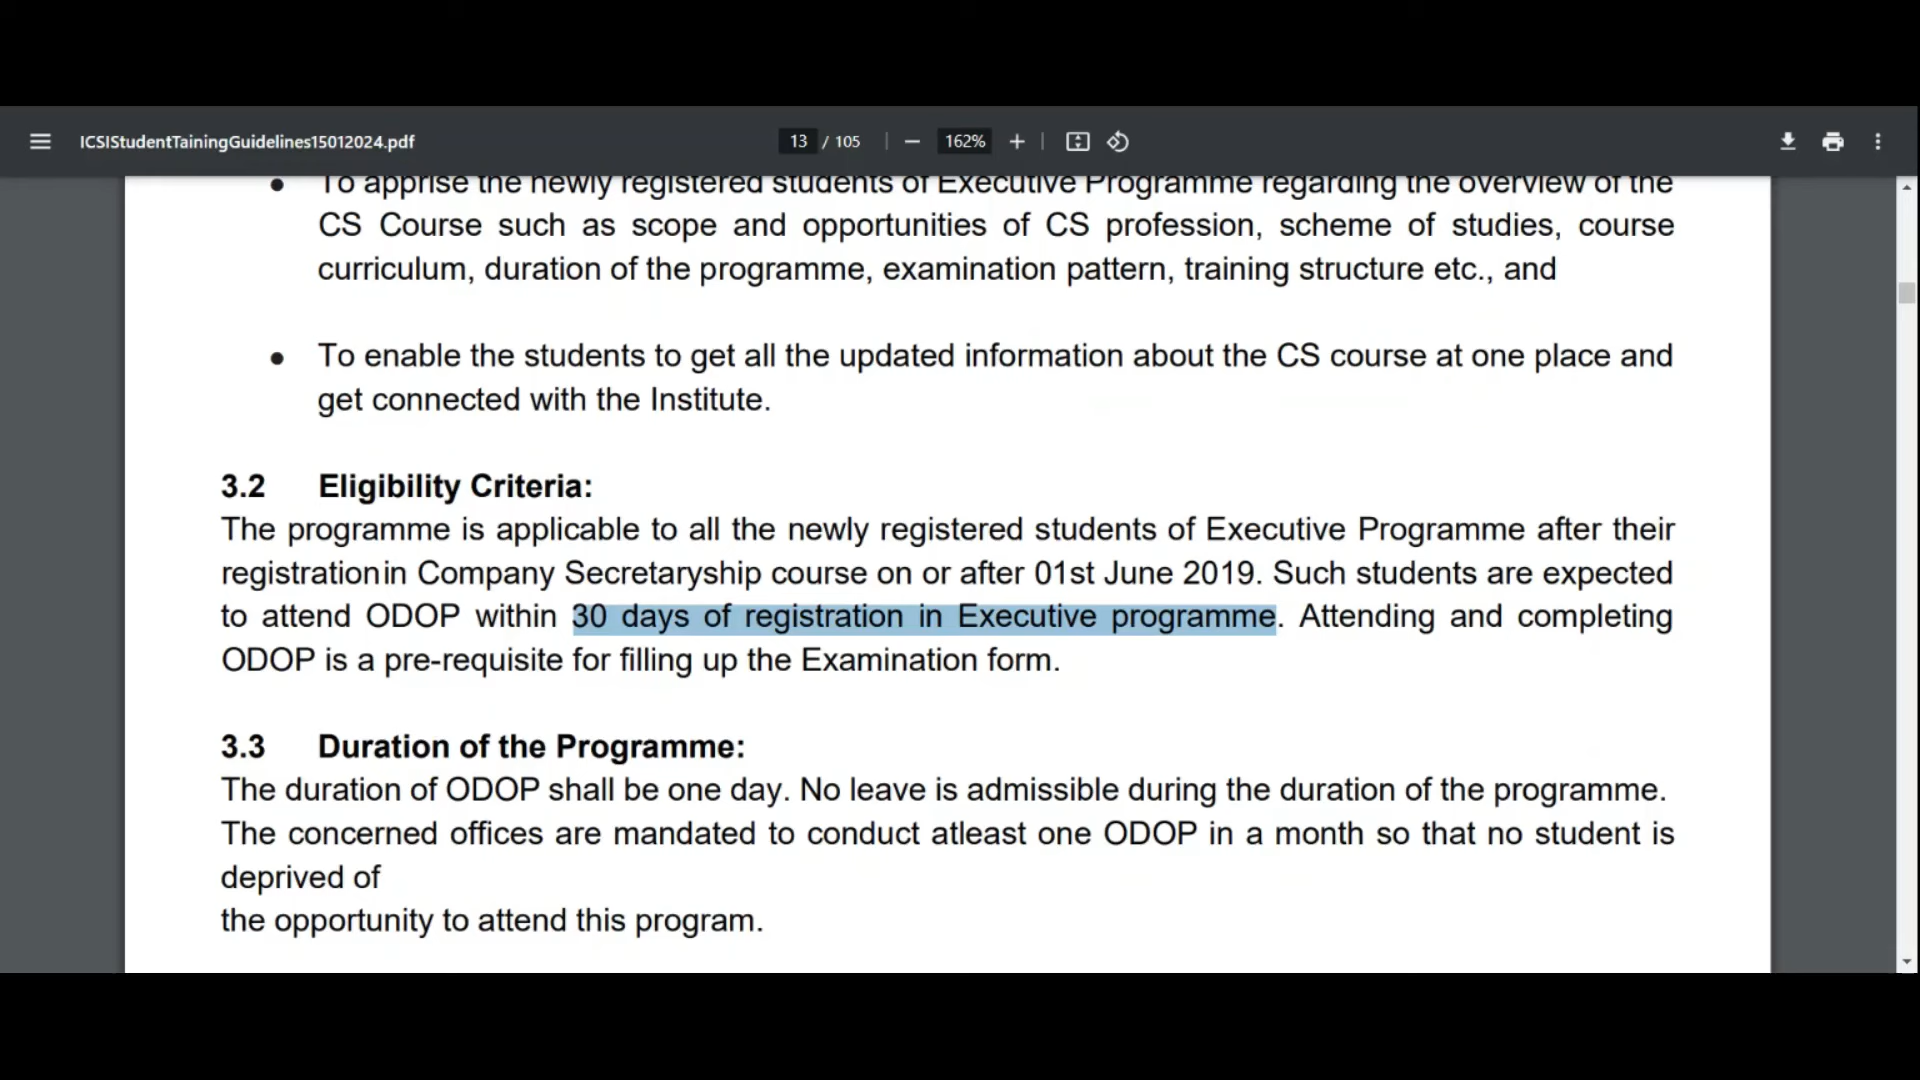 ICSIStudentTainingGuidelines15012024.pdf
13 / 105
162%
• To apprise the newly registered students of Executive Programme regarding the overview of the
CS Course such as scope and opportunities of CS profession, scheme of studies, course
curriculum, duration of the programme, examination pattern, training structure etc., and
• To enable the students to get all the updated information about the CS course at one place and
get connected with the Institute.
3.2 Eligibility Criteria:
The programme is applicable to all the newly registered students of Executive Programme after their
registrationin Company Secretaryship course on or after 01st June 2019. Such students are expected
to attend ODOP within 30 days of registration in Executive programme. Attending and completing
ODOP is a pre-requisite for filling up the Examination form.
3.3 Duration of the Programme:
The duration of ODOP shall be one day. No leave is admissible during the duration of the programme.
The concerned offices are mandated to conduct atleast one ODOP in a month so that no student is
deprived of
the opportunity to attend this program.